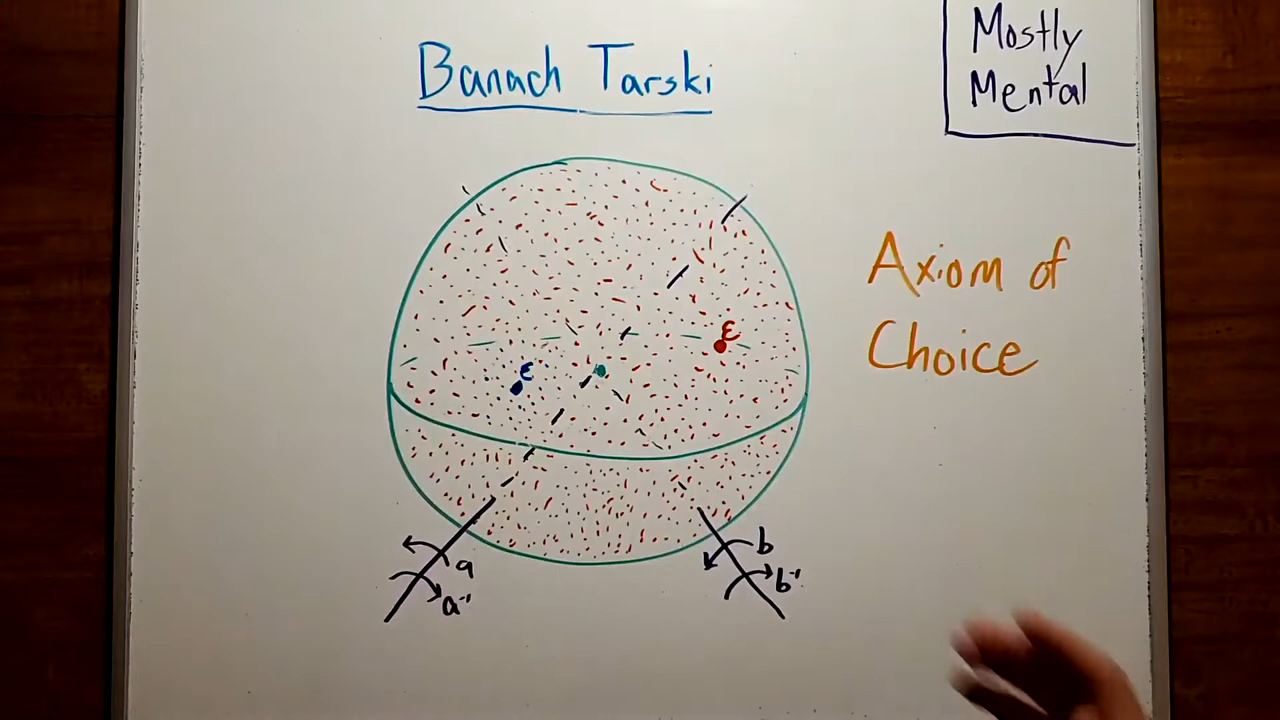 Mostly
Mental
Banach Tarski
Axiom of
Choice
ε
ε
a
a⁻¹
b
b⁻¹